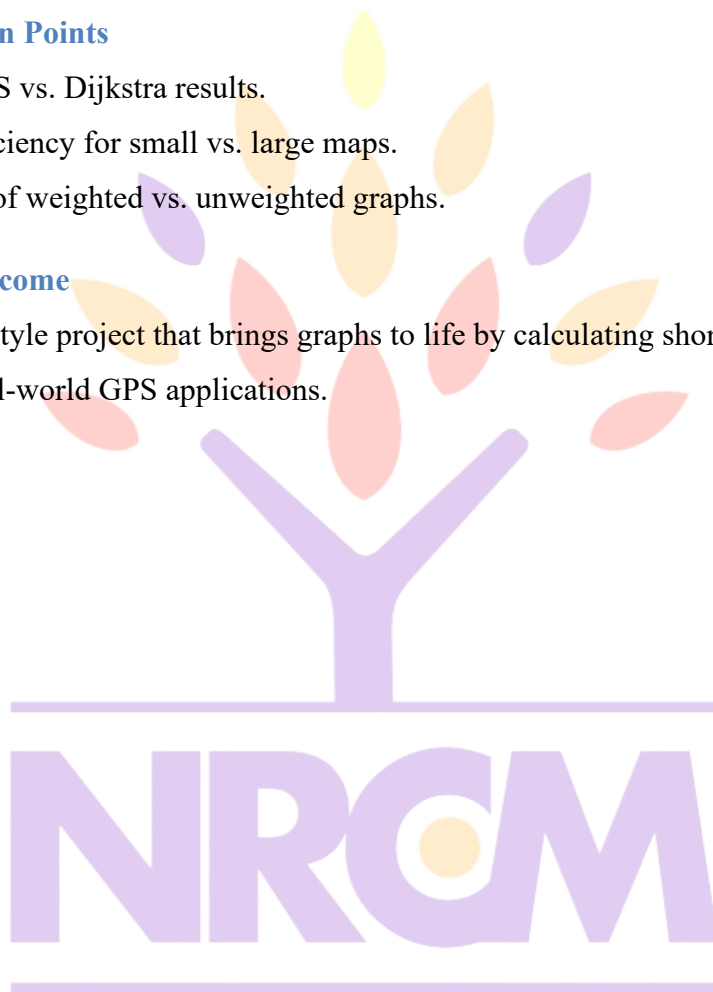 n Points
S vs. Dijkstra results.
ciency for small vs. large maps.
of weighted vs. unweighted graphs.
come
tyle project that brings graphs to life by calculating shor
l-world GPS applications.
NRCM